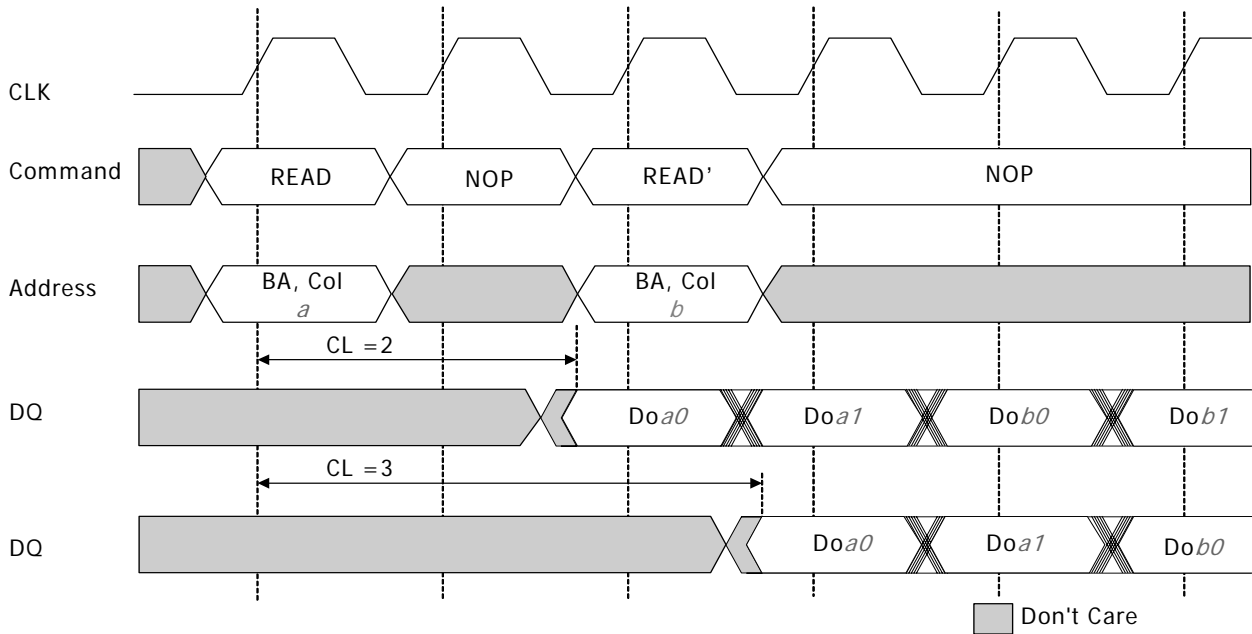 CLK
Command READ NOP READ' NOP
Address BA, Col BA, Col
a b
CL =2
DQ Doa0 Doa1 Dob0 Dob1
CL =3
DQ Doa0 Doa1 Dob0
Don't Care